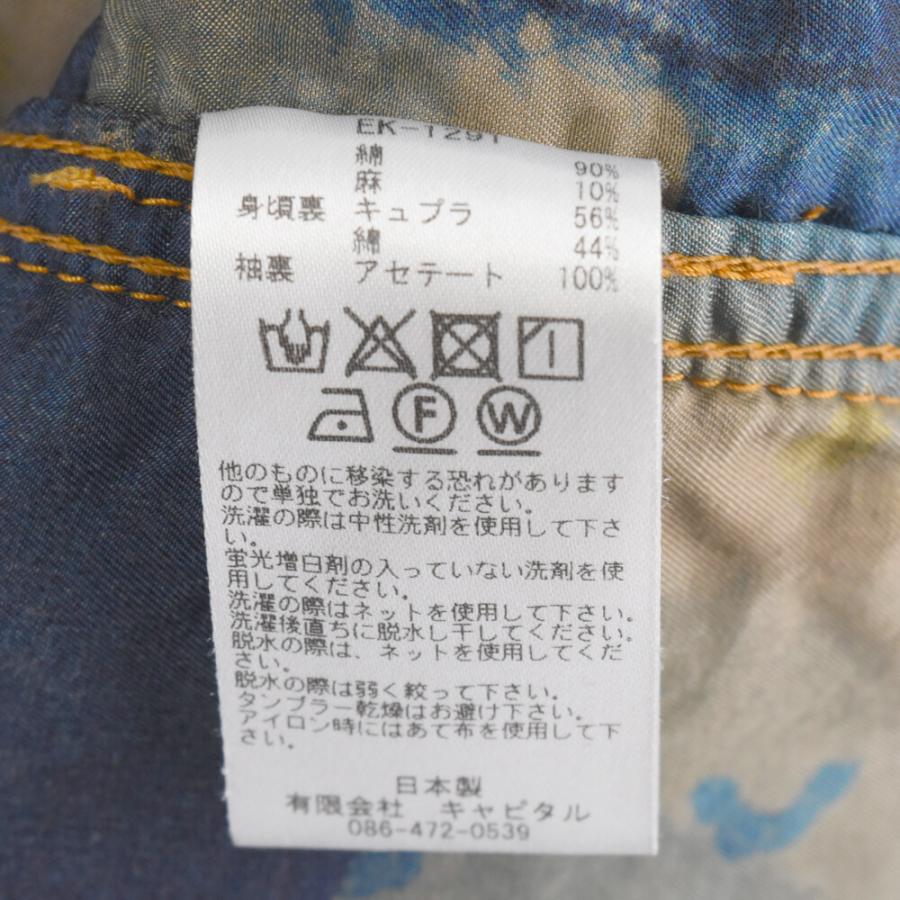 EK-1291
綿 90%
麻 10%
身頃裏 キュプラ 56%
綿 44%
袖裏 アセテート 100%
F W
他のものに移染する恐れがあります
ので単独でお洗いください。
洗濯の際は中性洗剤を使用して下さ
い。
蛍光増白剤の入っていない洗剤を使
用してください。
洗濯の際はネットを使用して下さい。
洗濯後直ちに脱水し干してください。
脱水の際は、ネットを使用してくだ
さい。
脱水の際は弱く絞って下さい。
タンブラー乾燥はお避け下さい。
アイロン時にはあて布を使用して下
さい。
日本製
有限会社 キャピタル
086-472-0539